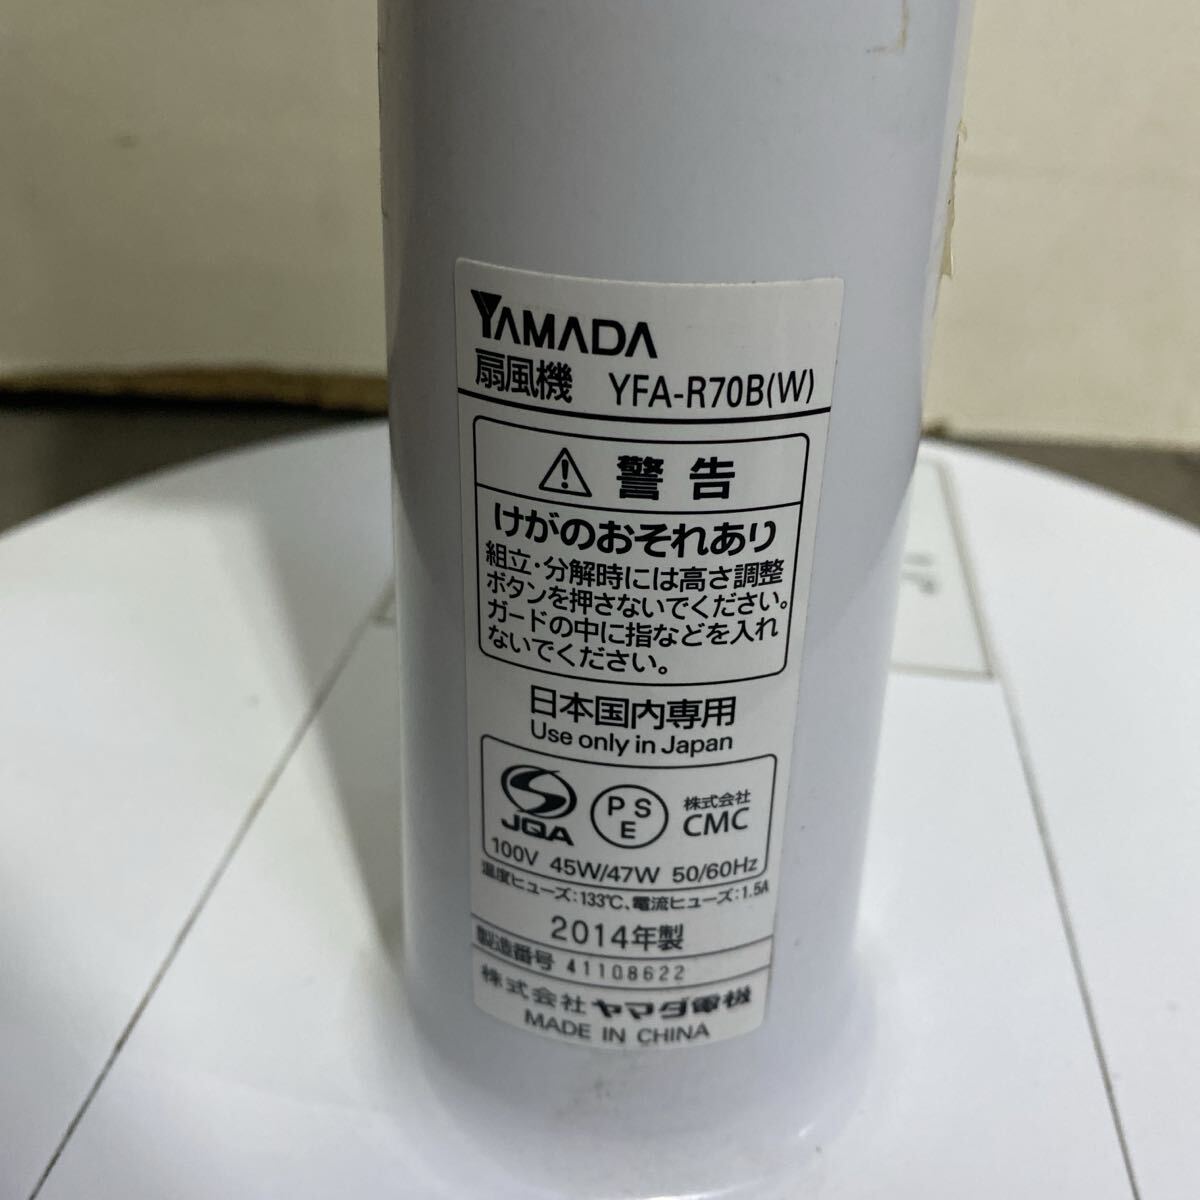 YAMADA
扇風機 YFA-R70B(W)
警告
けがのおそれあり
組立・分解時には高さ調整
ボタンを押さないでください。
ガードの中に指などを入れ
ないでください。
日本国内専用
Use only in Japan
JQA PSE 株式会社
CMC
100V 45W/47W 50/60Hz
温度ヒューズ:133℃、電流ヒューズ:1.5A
2014年製
製造番号 41108622
株式会社 ヤマダ電機
MADE IN CHINA